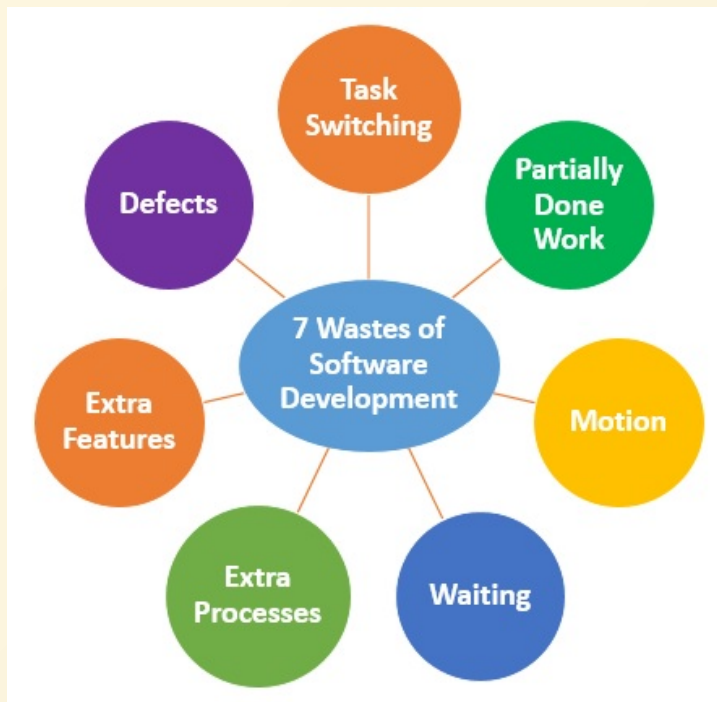 Task
Switching
Partially
Done
Work
Defects
7 Wastes of
Software
Development
Extra
Features
Motion
Extra
Processes
Waiting